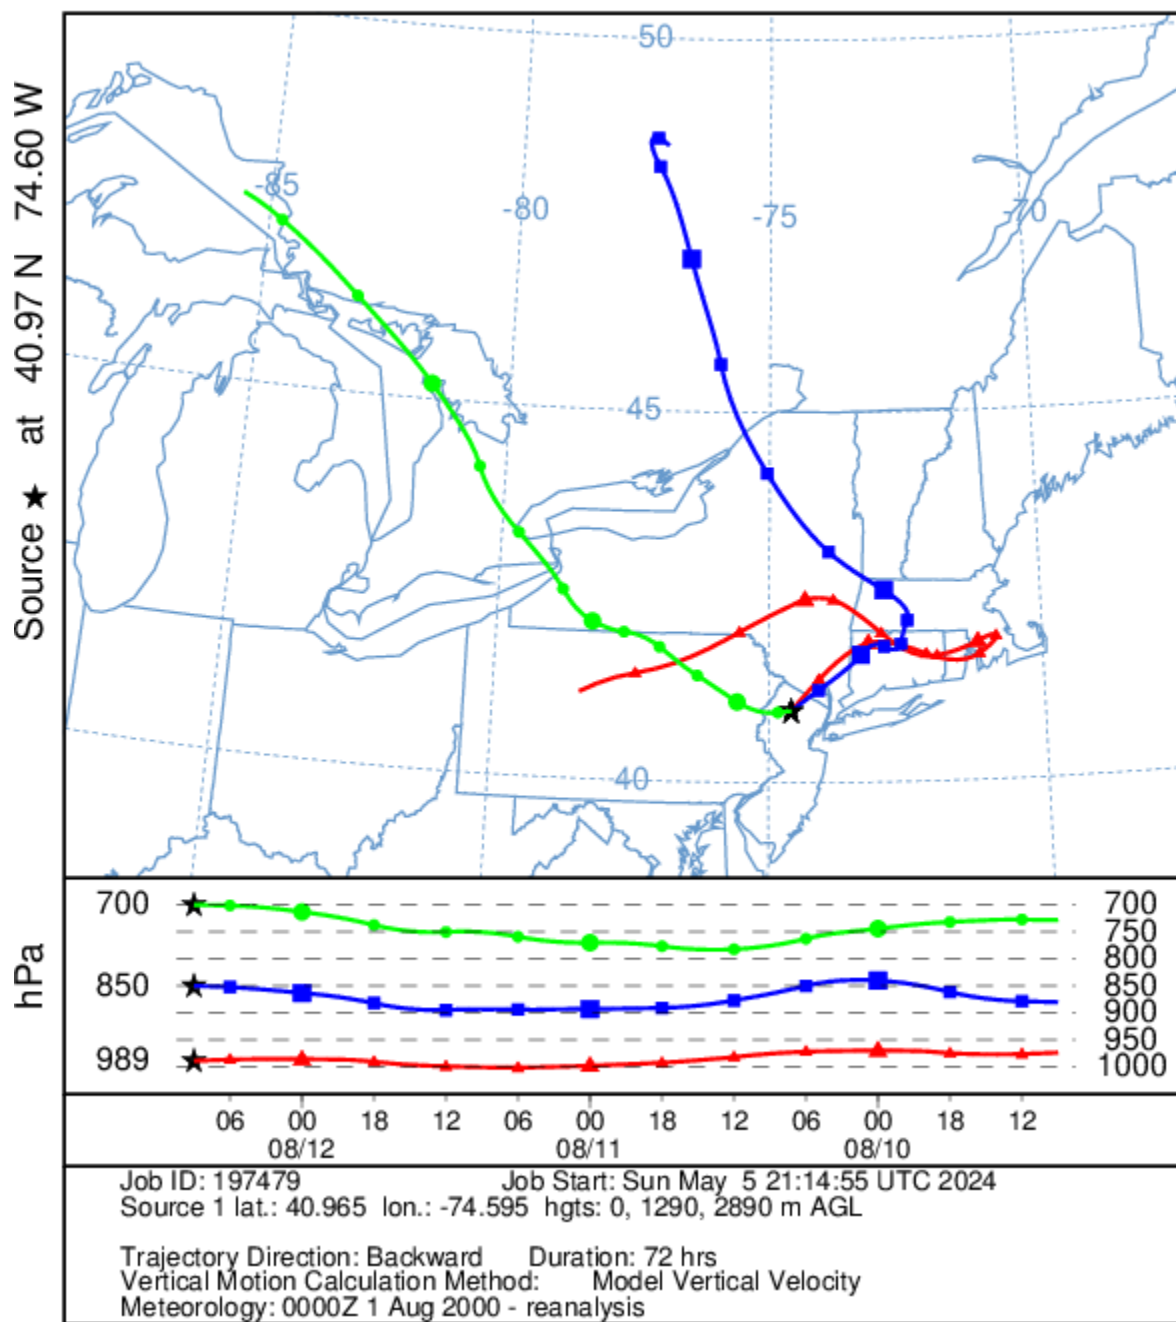 Source ★ at 40.97 N 74.60 W
50
-85
-80
-75
-70
45
40
hPa
700 700
750
800
850 850
900
950
989 1000
06 00 18 12 06 00 18 12 06 00 18 12
08/12 08/11 08/10
Job ID: 197479 Job Start: Sun May 5 21:14:55 UTC 2024
Source 1 lat.: 40.965 lon.: -74.595 hgts: 0, 1290, 2890 m AGL
Trajectory Direction: Backward Duration: 72 hrs
Vertical Motion Calculation Method: Model Vertical Velocity
Meteorology: 0000Z 1 Aug 2000 - reanalysis